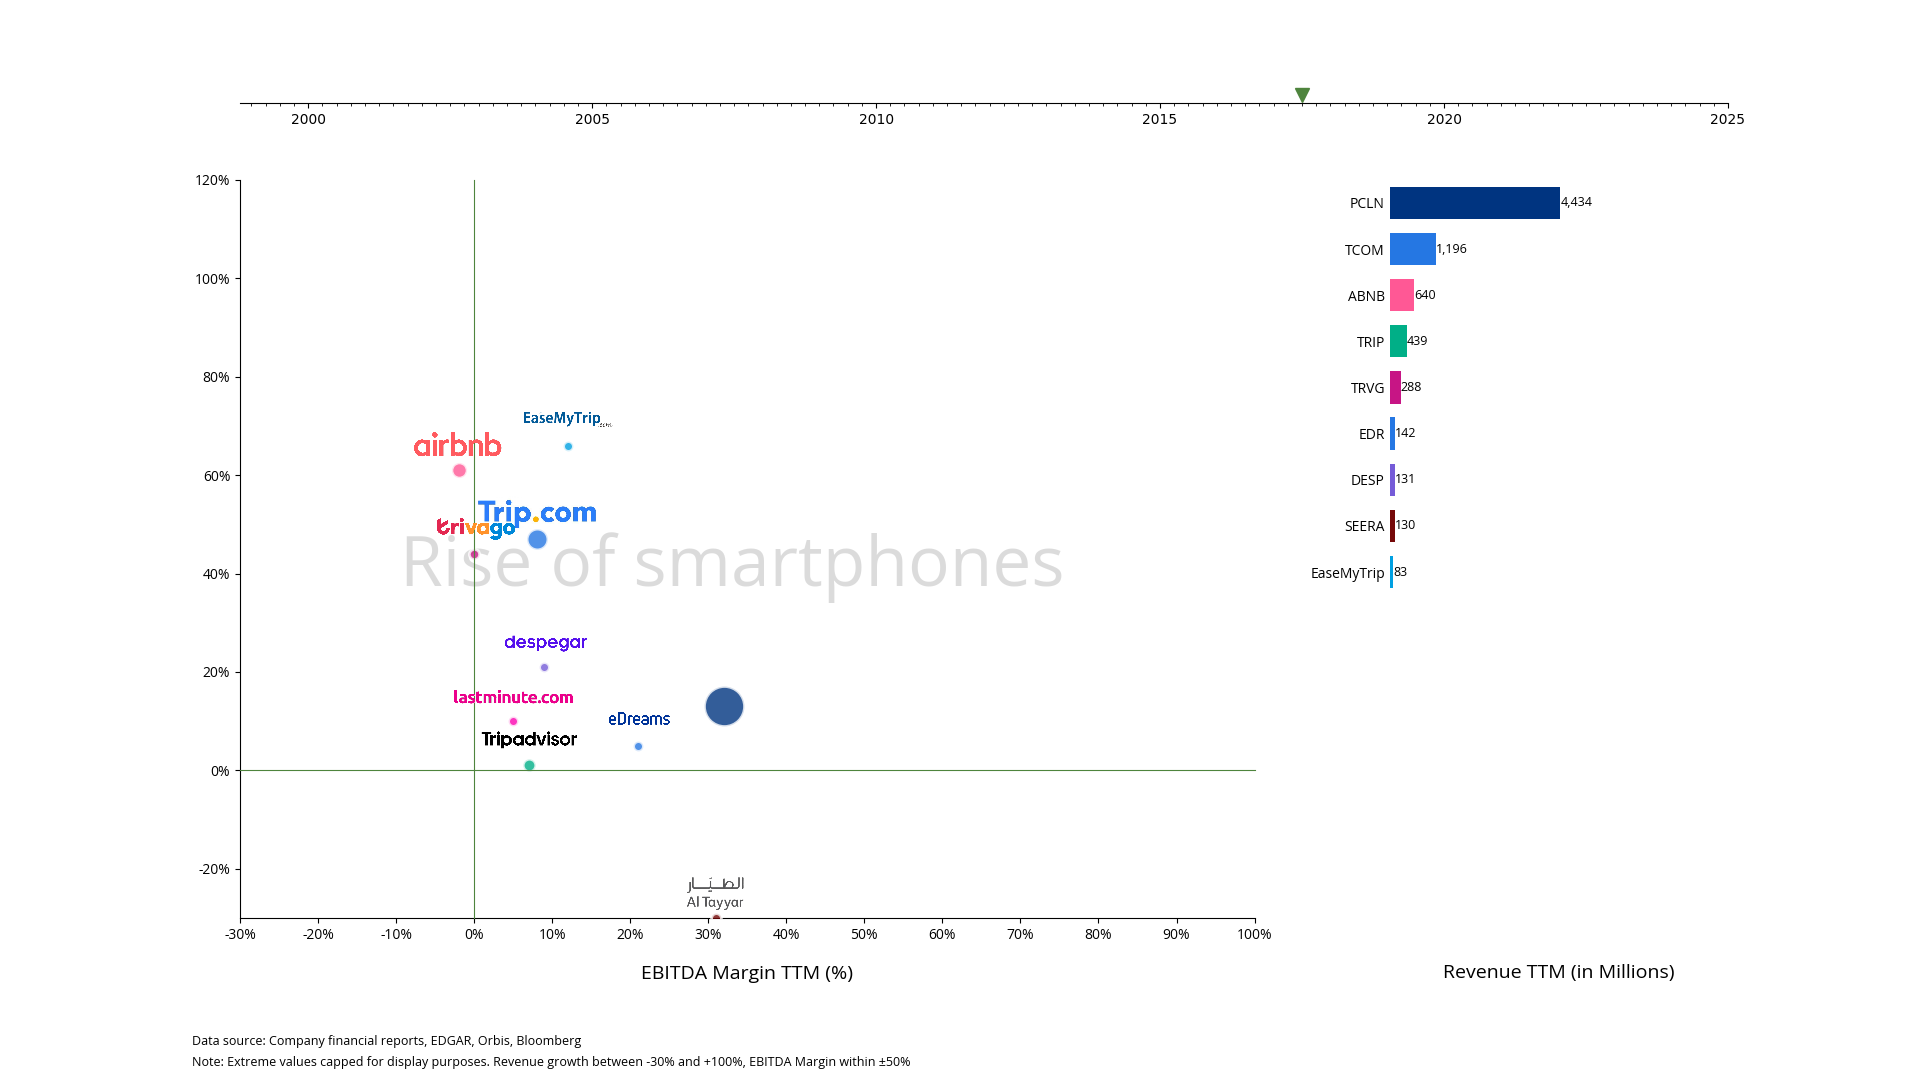 2000 2005 2010 2015 2020 2025
120%
100%
80%
60%
40%
20%
0%
-20%
-30% -20% -10% 0% 10% 20% 30% 40% 50% 60% 70% 80% 90% 100%
EBITDA Margin TTM (%)
Rise of smartphones
EaseMyTrip.com
airbnb
Trip.com
trivago
despegar
lastminute.com
eDreams
Tripadvisor
الطيّار
Al Tayyar
PCLN 4,434
TCOM 1,196
ABNB 640
TRIP 439
TRVG 288
EDR 142
DESP 131
SEERA 130
EaseMyTrip 83
Revenue TTM (in Millions)
Data source: Company financial reports, EDGAR, Orbis, Bloomberg
Note: Extreme values capped for display purposes. Revenue growth between -30% and +100%, EBITDA Margin within ±50%